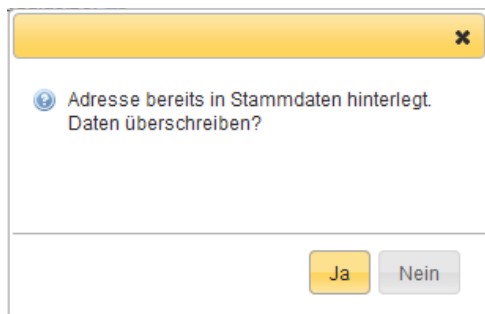 Adresse bereits in Stammdaten hinterlegt.
Daten überschreiben?
Ja Nein